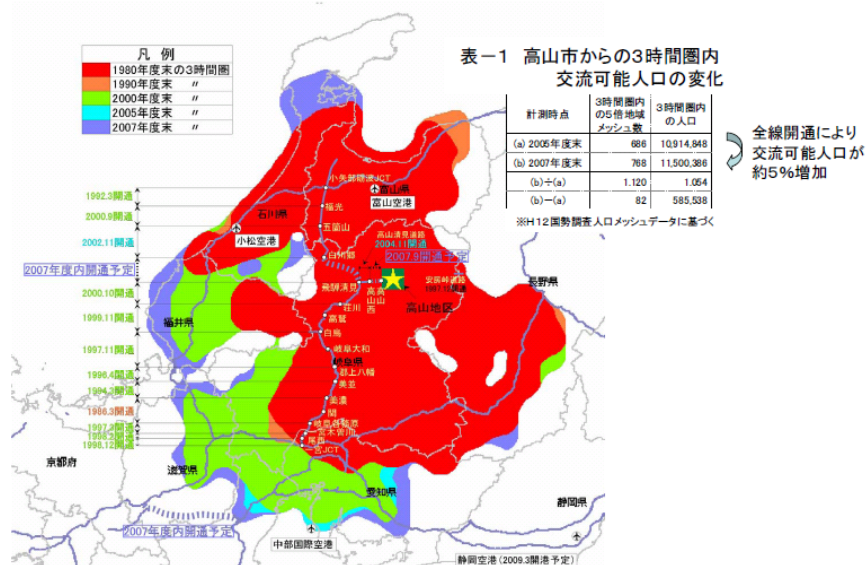 凡 例
1980年度末の3時間圏
1990年度末 〃
2000年度末 〃
2005年度末 〃
2007年度末 〃
表－1 高山市からの3時間圏内
交流可能人口の変化
計測時点
3時間圏内
の5倍地域
メッシュ数
3時間圏内
の人口
(a) 2005年度末 686 10,914,848
(b) 2007年度末 768 11,500,386
(b)÷(a) 1.120 1.054
(b)－(a) 82 585,538
※H12国勢調査人口メッシュデータに基づく
全線開通により
交流可能人口が
約5％増加
小矢部砺波JCT
富山県
富山空港
1992.3開通
福光
石川県
2000.9開通
五箇山
小松空港
高山清見道路
2004.11開通
2002.11開通
2007.9開通予定
白川郷
2007年度内開通予定
安房峠道路
1997.12開通
長野県
飛騨清見
高山西
高山
高山地区
2000.10開通
荘川
福井県
高鷲
1999.11開通
白鳥
1997.11開通
岐阜大和
岐阜県
郡上八幡
1996.4開通
美並
1994.3開通
美濃
1986.3開通
関
岐阜各務原
1997.3開通
一宮木曽川
1998.2開通
尾西
1998.12開通
一宮JCT
京都府
滋賀県
愛知県
静岡県
2007年度内開通予定
中部国際空港
静岡空港(2009.3開港予定)